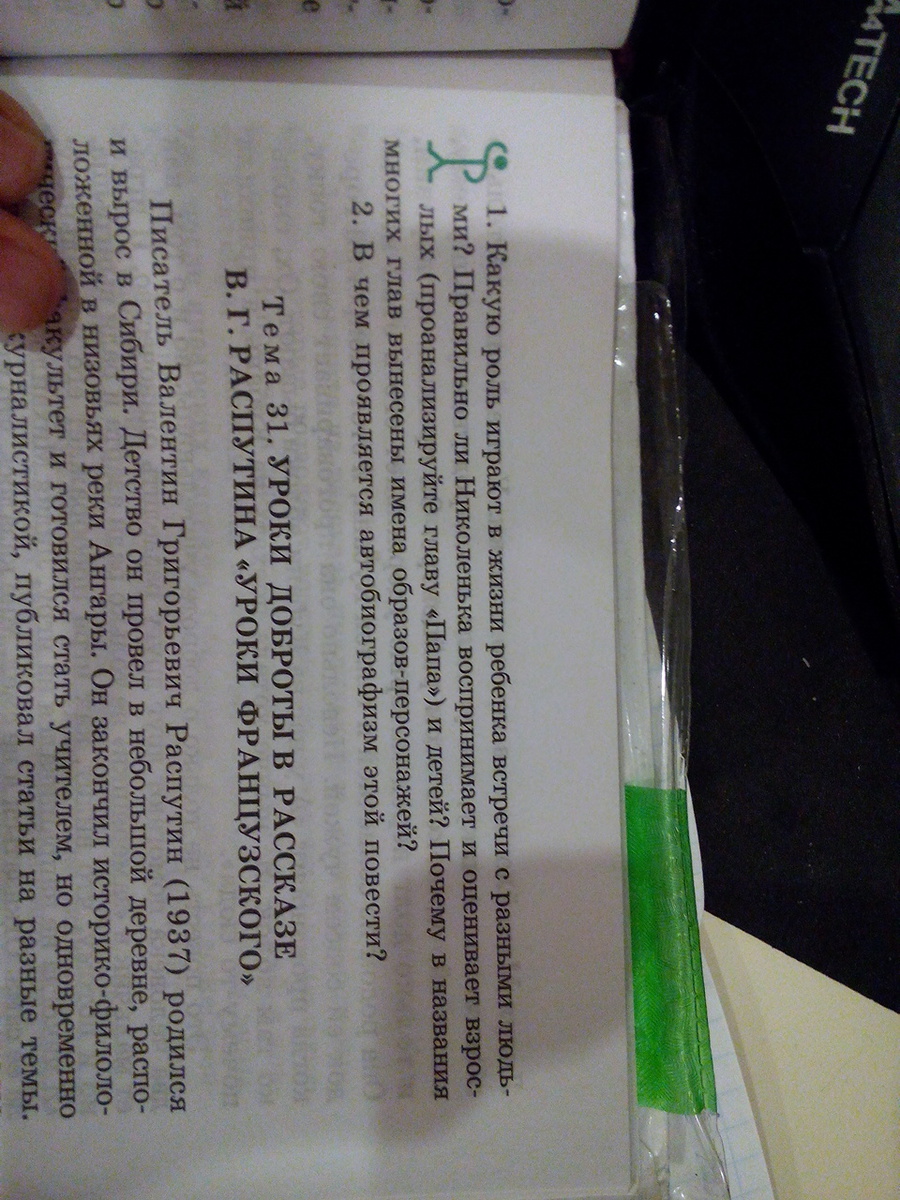 1. Какую роль играют в жизни ребенка встречи с разными людь-
ми? Правильно ли Николенька воспринимает и оценивает взрос-
лых (проанализируйте главу «Папа») и детей? Почему в названия
многих глав вынесены имена образов-персонажей?
2. В чем проявляется автобиографизм этой повести?
Тема 31. УРОКИ ДОБРОТЫ В РАССКАЗЕ
В. Г. РАСПУТИНА «УРОКИ ФРАНЦУЗСКОГО»
Писатель Валентин Григорьевич Распутин (1937) родился
и вырос в Сибири. Детство он провел в небольшой деревне, распо-
ложенной в низовьях реки Ангары. Он закончил историко-филоло-
и готовился стать учителем, но одновременно
публиковал статьи на разные темы.